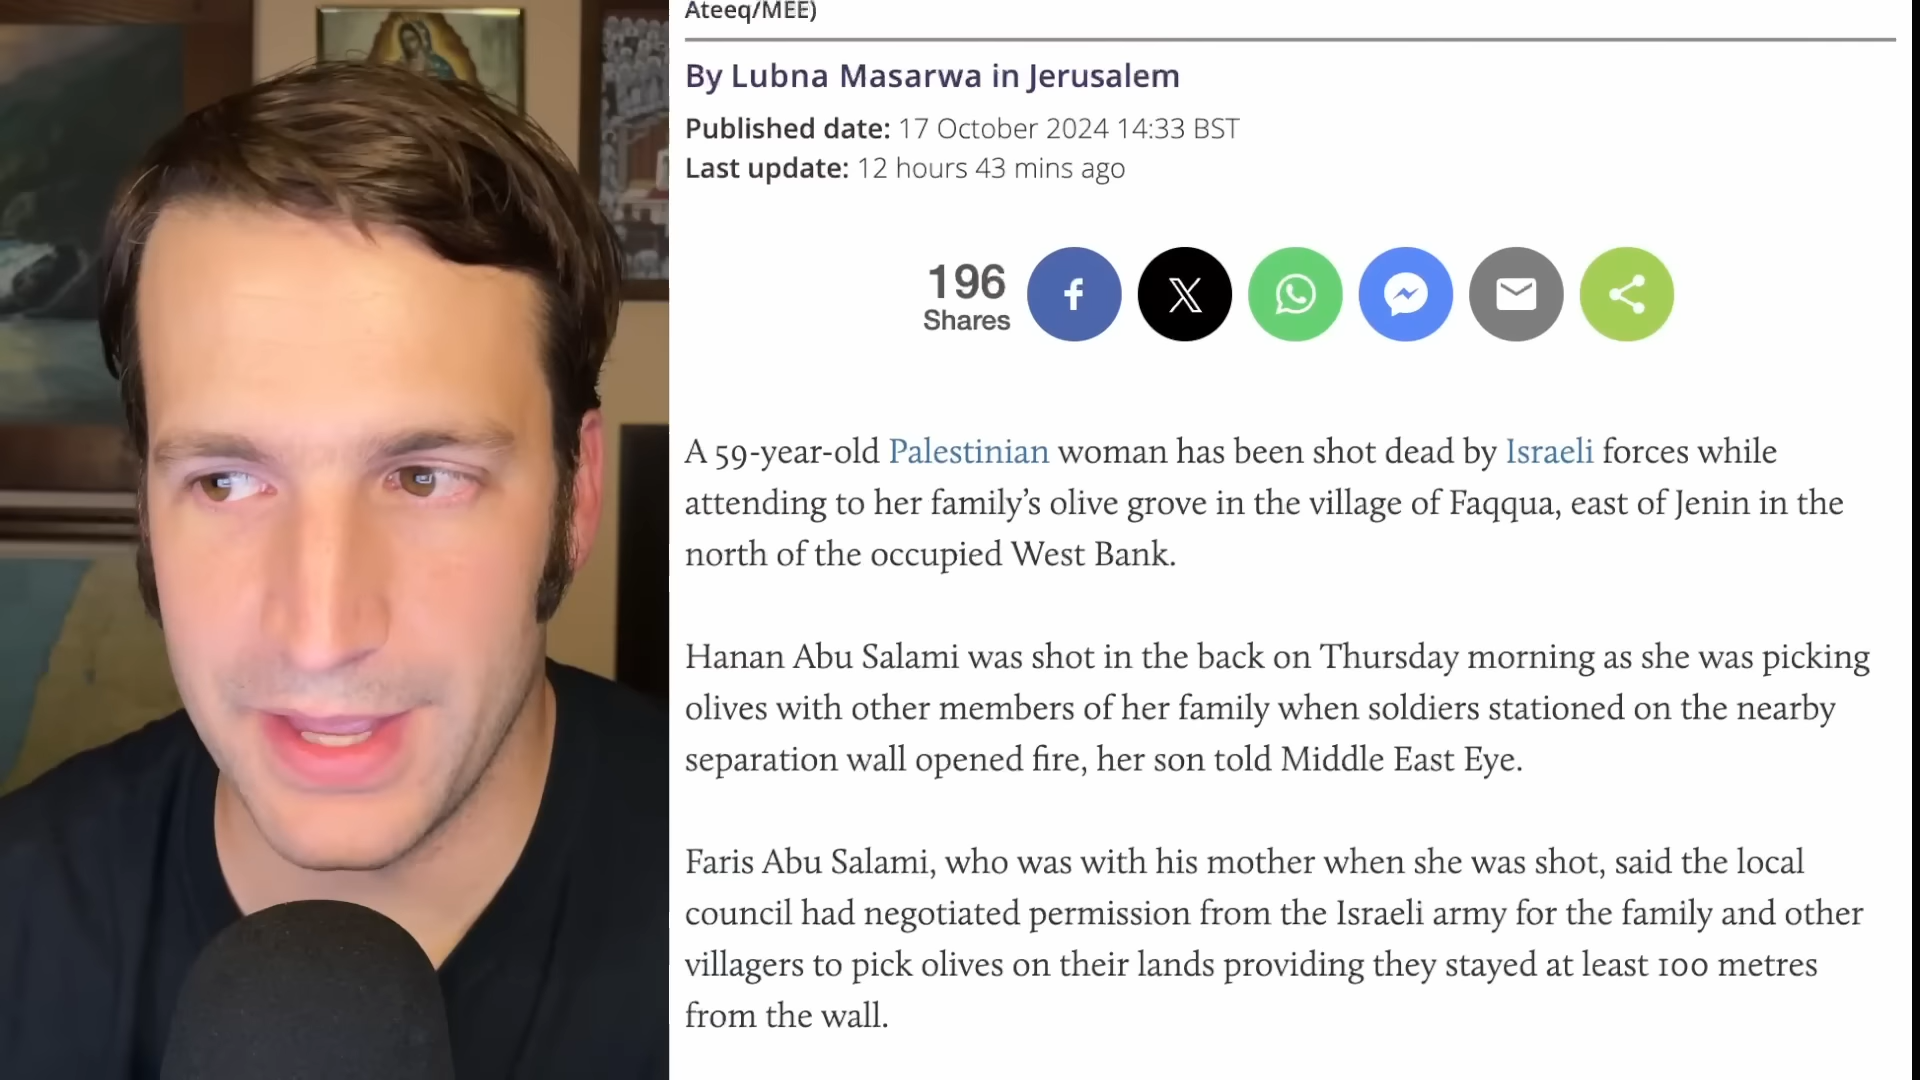 Ateeq/MEE)
By Lubna Masarwa in Jerusalem
Published date: 17 October 2024 14:33 BST
Last update: 12 hours 43 mins ago
196
Shares
A 59-year-old Palestinian woman has been shot dead by Israeli forces while
attending to her family’s olive grove in the village of Faqqua, east of Jenin in the
north of the occupied West Bank.
Hanan Abu Salami was shot in the back on Thursday morning as she was picking
olives with other members of her family when soldiers stationed on the nearby
separation wall opened fire, her son told Middle East Eye.
Faris Abu Salami, who was with his mother when she was shot, said the local
council had negotiated permission from the Israeli army for the family and other
villagers to pick olives on their lands providing they stayed at least 100 metres
from the wall.